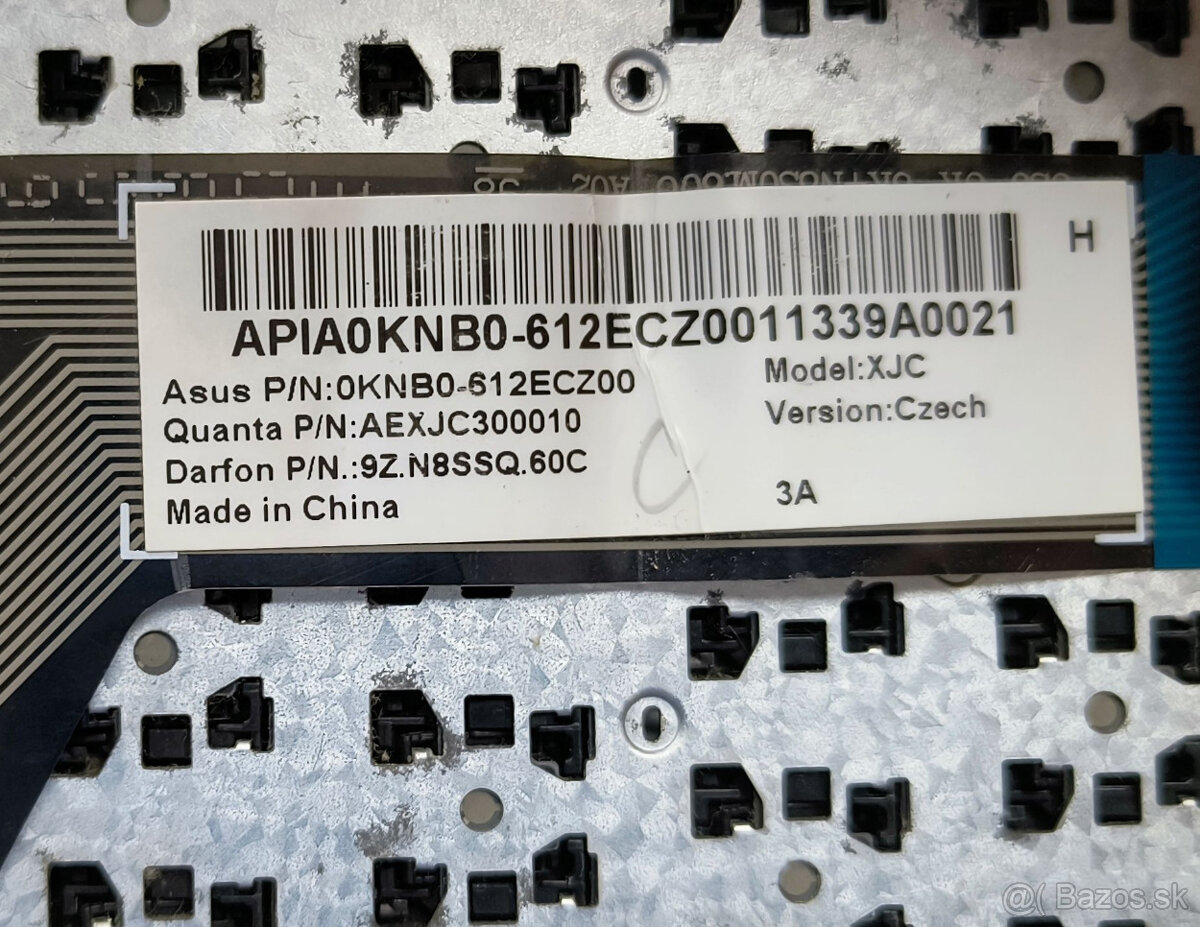 H
APIA0KNB0-612ECZ0011339A0021
Asus P/N:0KNB0-612ECZ00
Model:XJC
Quanta P/N:AEXJC300010
Version:Czech
Darfon P/N.:9Z.N8SSQ.60C
3A
Made in China
@( Bazos.sk